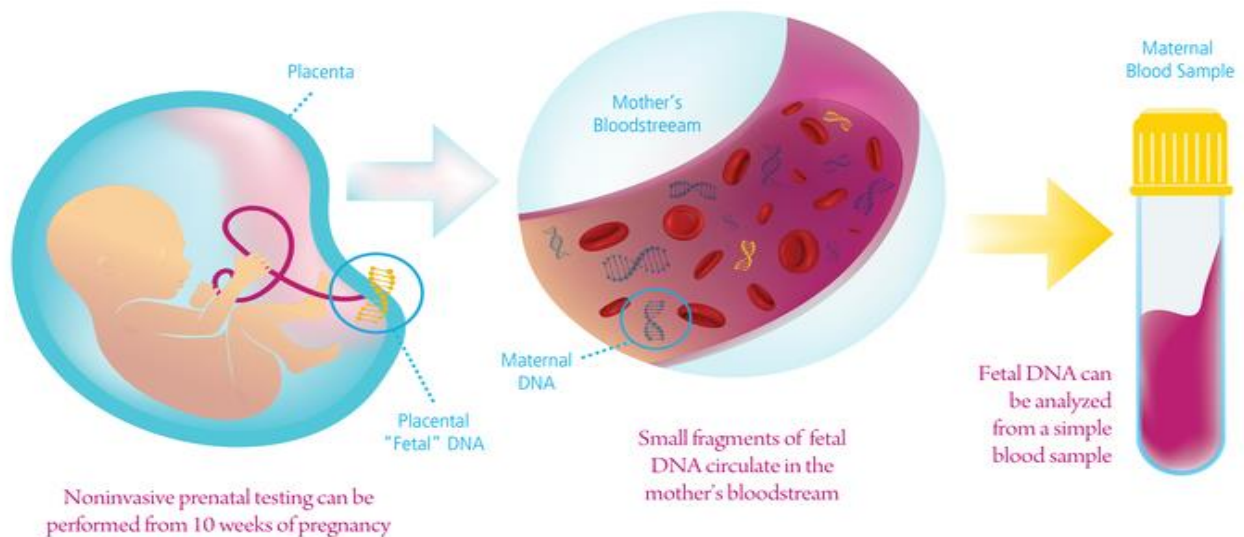 Placenta
Placental
"Fetal" DNA
Noninvasive prenatal testing can be
performed from 10 weeks of pregnancy
Mother's
Bloodstreeam
Maternal
DNA
Small fragments of fetal
DNA circulate in the
mother's bloodstream
Maternal
Blood Sample
Fetal DNA can
be analyzed
from a simple
blood sample